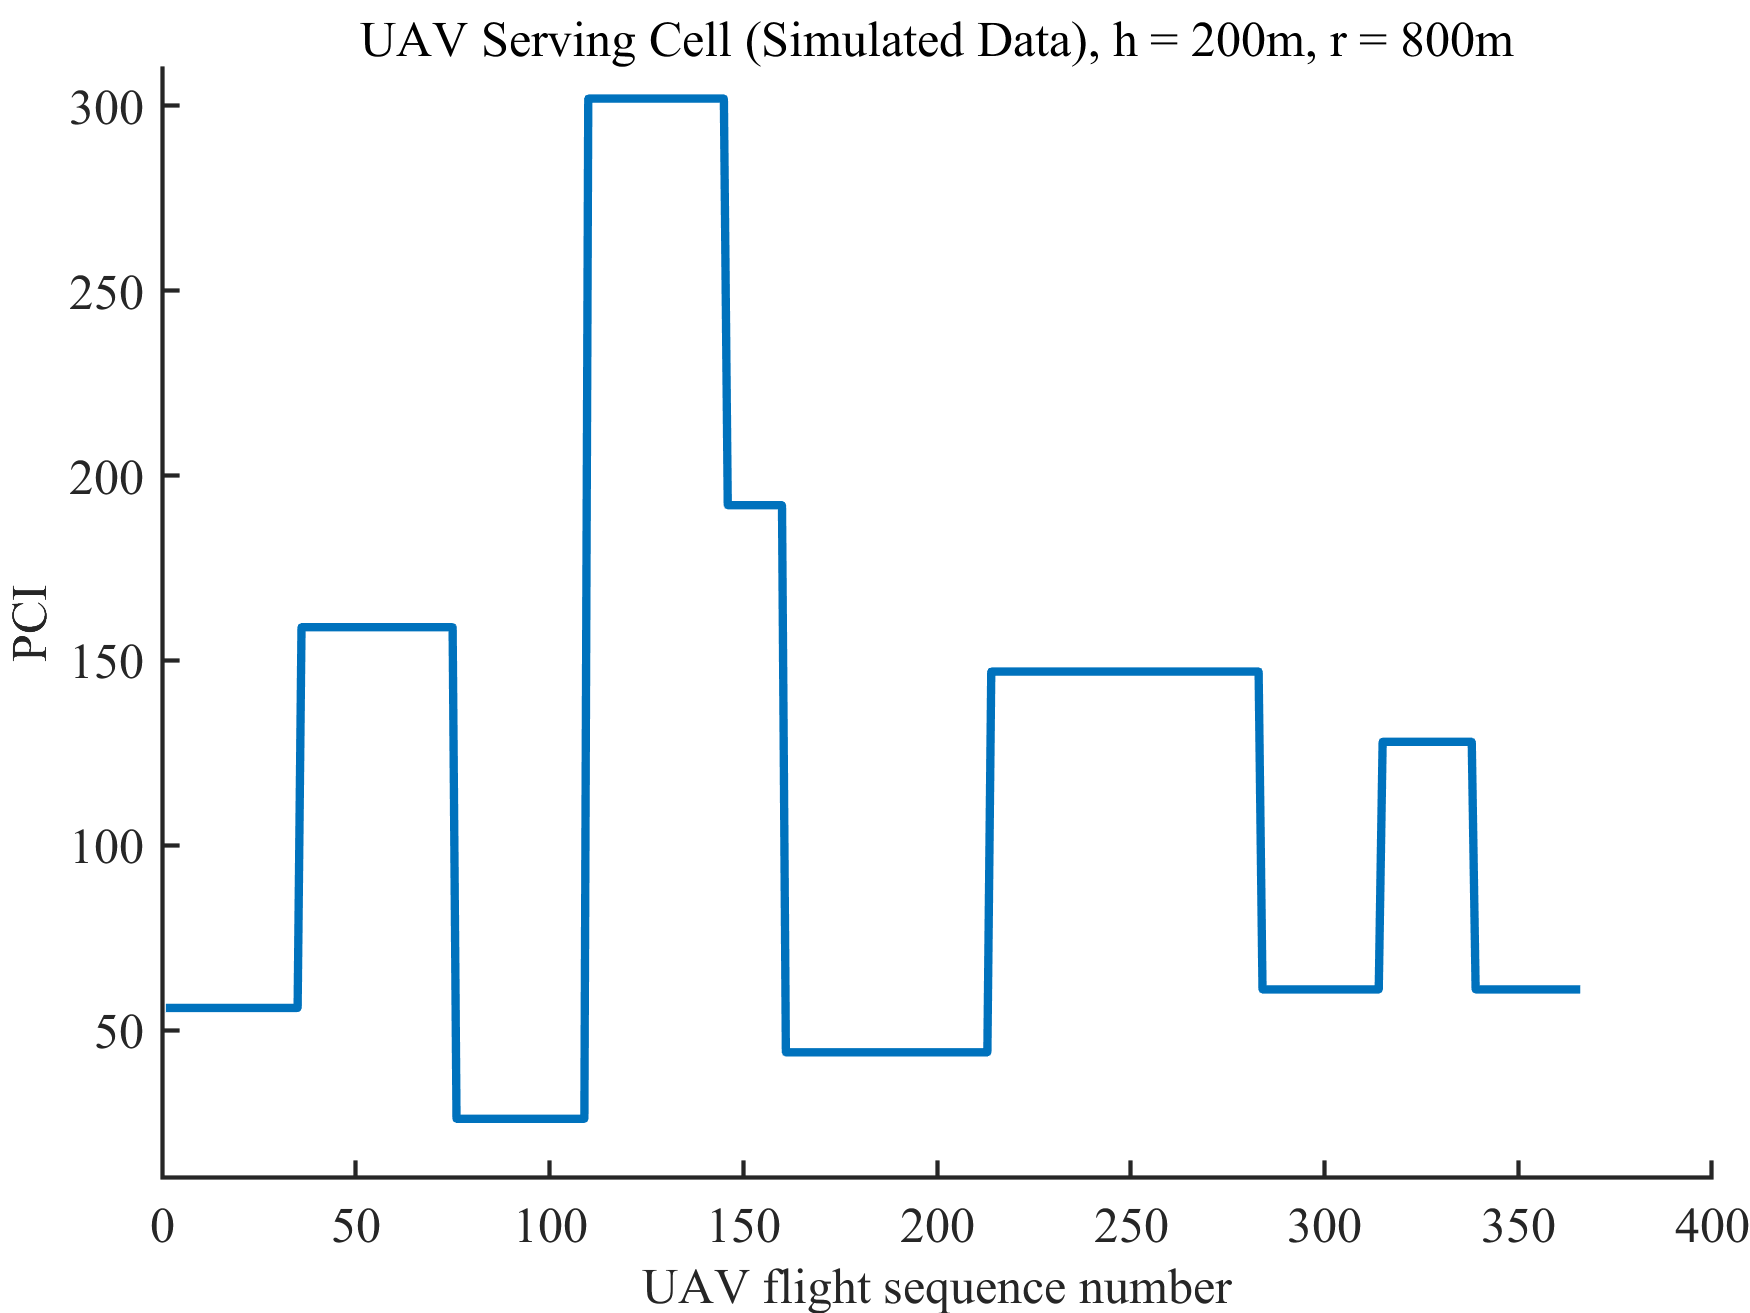 UAV Serving Cell (Simulated Data), h = 200m, r = 800m
300
250
200
150
100
50
PCI
0 50 100 150 200 250 300 350 400
UAV flight sequence number